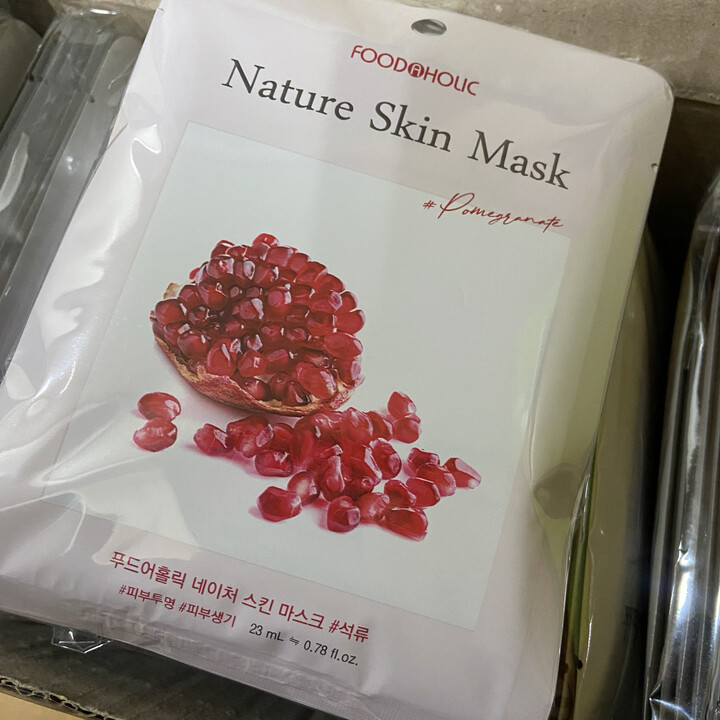 FOODAHOLIC
Nature Skin Mask
#Pomegranate
푸드어홀릭 네이처 스킨 마스크 #석류
#피부투명 #피부생기 23 mL ≒ 0.78 fl.oz.